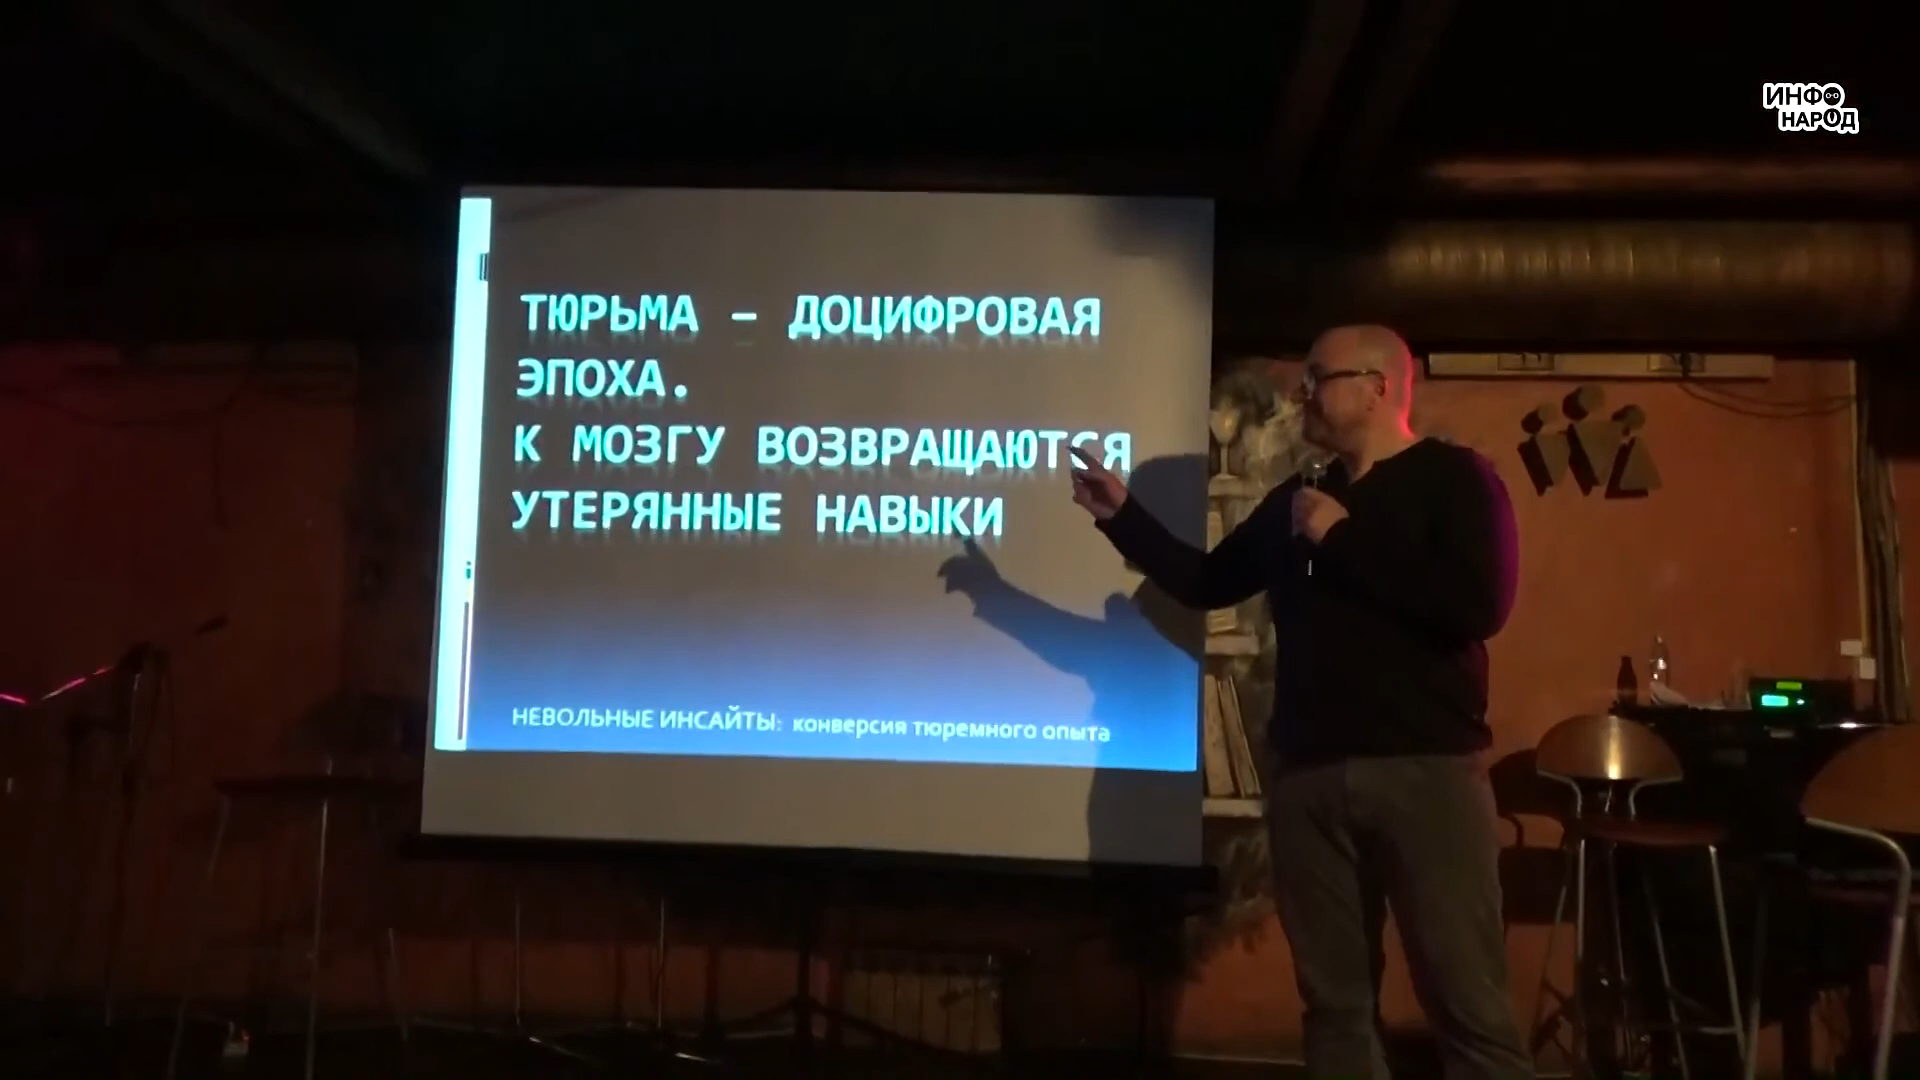 ИНФО
НАРОД
ТЮРЬМА – ДОЦИФРОВАЯ
ЭПОХА.
К МОЗГУ ВОЗВРАЩАЮТСЯ
УТЕРЯННЫЕ НАВЫКИ
НЕВОЛЬНЫЕ ИНСАЙТЫ: конверсия тюремного опыта